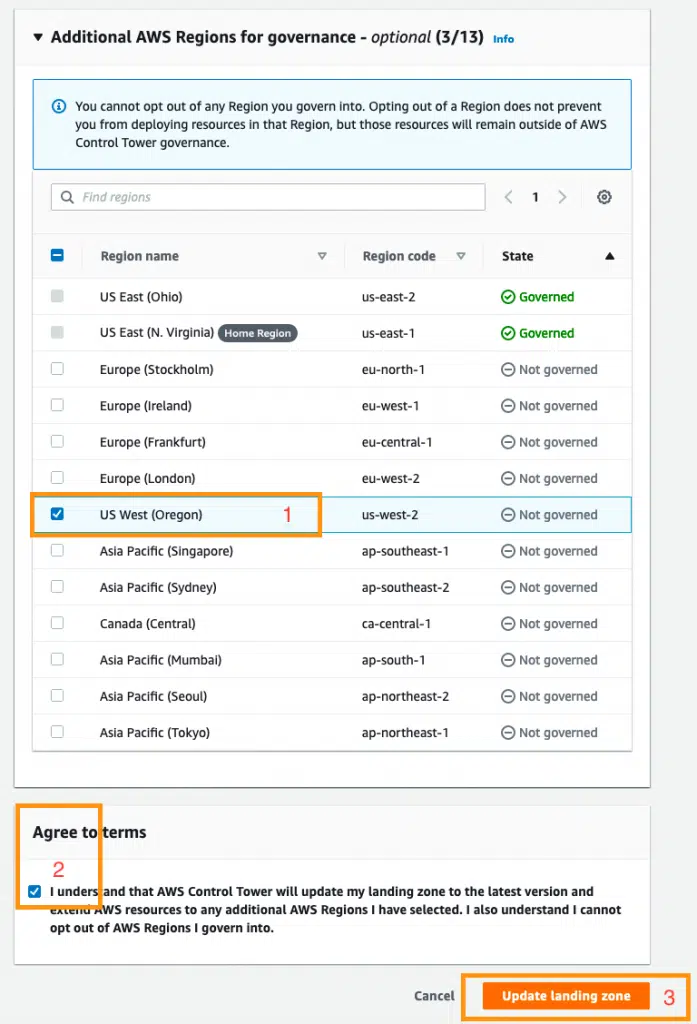 Additional AWS Regions for governance - optional (3/13) Info
You cannot opt out of any Region you govern into. Opting out of a Region does not prevent
you from deploying resources in that Region, but those resources will remain outside of AWS
Control Tower governance.
Find regions 1
Region name Region code State
US East (Ohio) us-east-2 Governed
US East (N. Virginia) Home Region us-east-1 Governed
Europe (Stockholm) eu-north-1 Not governed
Europe (Ireland) eu-west-1 Not governed
Europe (Frankfurt) eu-central-1 Not governed
Europe (London) eu-west-2 Not governed
US West (Oregon) 1 us-west-2 Not governed
Asia Pacific (Singapore) ap-southeast-1 Not governed
Asia Pacific (Sydney) ap-southeast-2 Not governed
Canada (Central) ca-central-1 Not governed
Asia Pacific (Mumbai) ap-south-1 Not governed
Asia Pacific (Seoul) ap-northeast-2 Not governed
Asia Pacific (Tokyo) ap-northeast-1 Not governed
Agree to terms
2
I understand that AWS Control Tower will update my landing zone to the latest version and
extend AWS resources to any additional AWS Regions I have selected. I also understand I cannot
opt out of AWS Regions I govern into.
Cancel Update landing zone 3